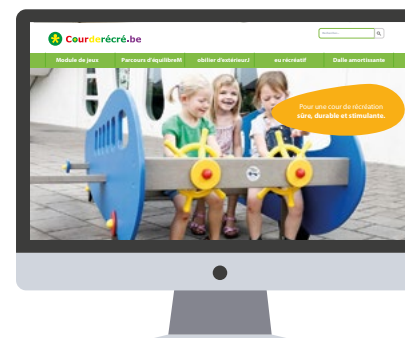 Courderécré.be
Module de jeux Parcours d'équilibreM obilier d'extérieurJ eu récréatif Dalle amortissante
Pour une cour de récréation
sûre, durable et stimulante.